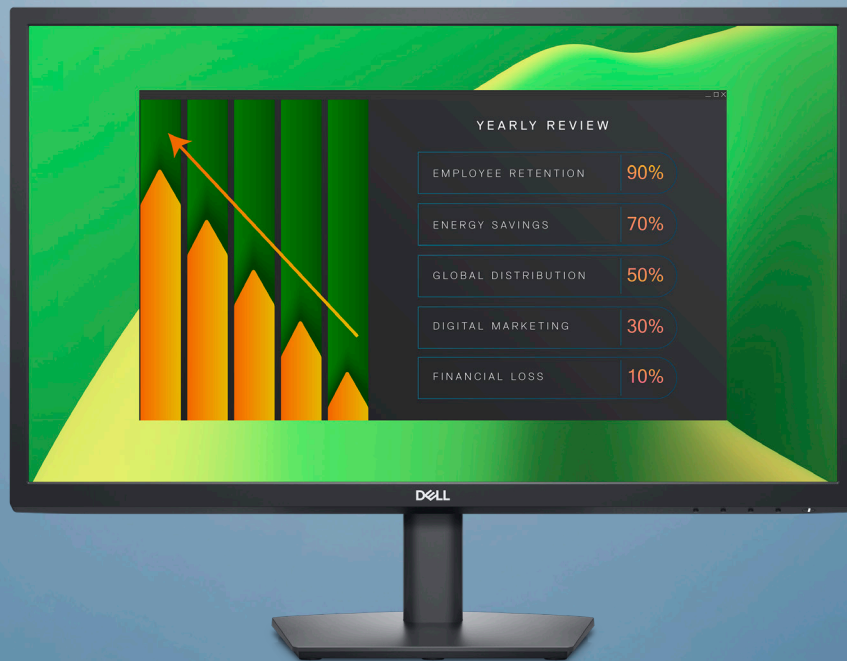 YEARLY REVIEW
EMPLOYEE RETENTION 90%
ENERGY SAVINGS 70%
GLOBAL DISTRIBUTION 50%
DIGITAL MARKETING 30%
FINANCIAL LOSS 10%
DELL